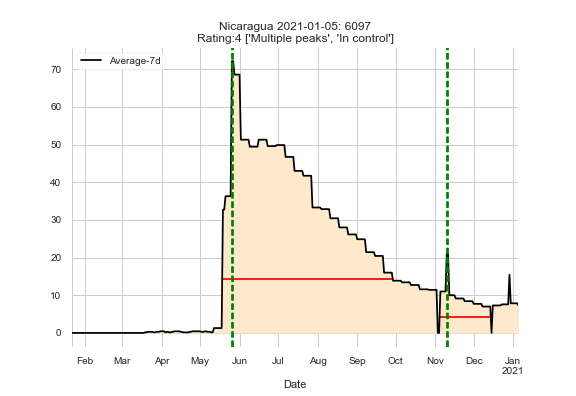 Nicaragua 2021-01-05: 6097
Rating:4 ['Multiple peaks', 'In control']
Average-7d
70
60
50
40
30
20
10
0
Feb Mar Apr May Jun Jul Aug Sep Oct Nov Dec Jan
2021
Date